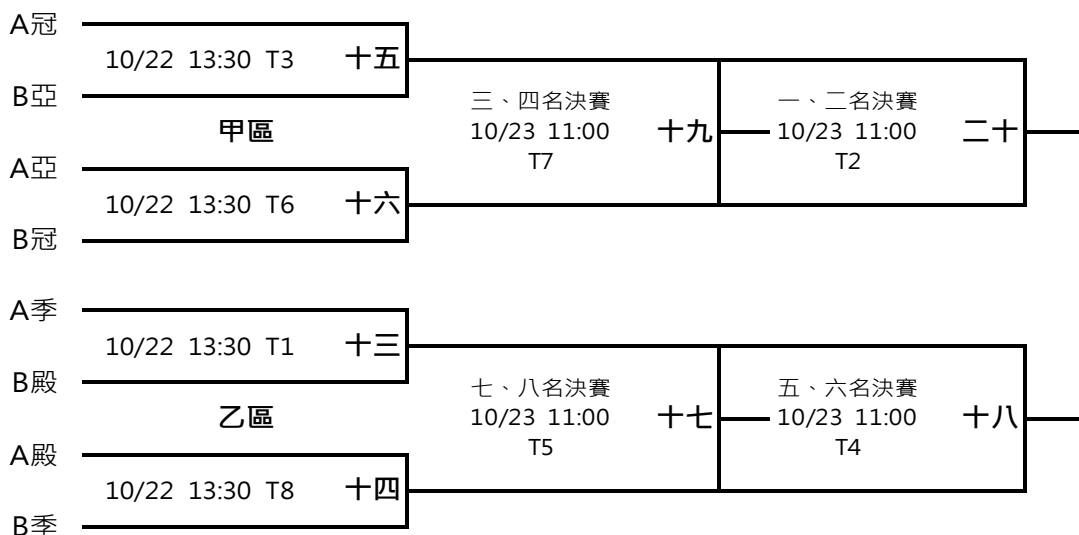 A冠
10/22 13:30 T3 十五
B亞
甲區
A亞
10/22 13:30 T6 十六
B冠
三、四名決賽
10/23 11:00 十九
T7
一、二名決賽
10/23 11:00 二十
T2
A季
10/22 13:30 T1 十三
B殿
乙區
A殿
10/22 13:30 T8 十四
B季
七、八名決賽
10/23 11:00 十七
T5
五、六名決賽
10/23 11:00 十八
T4